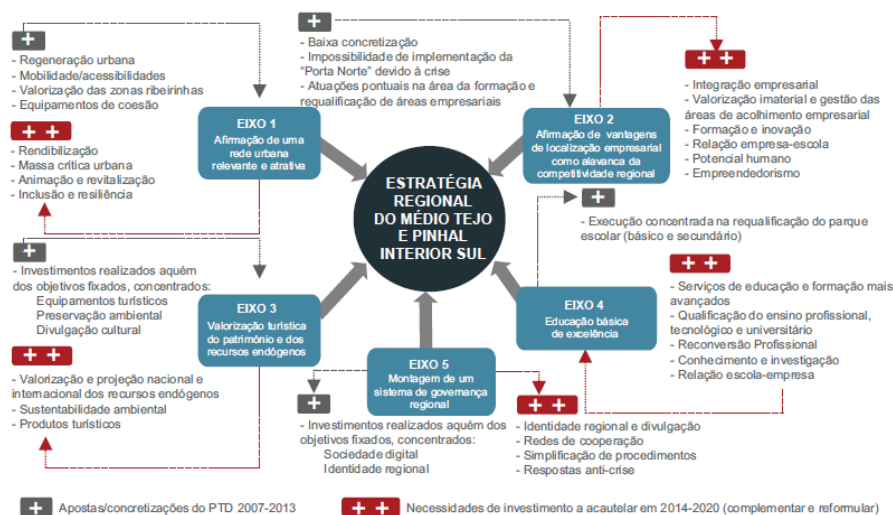 +
- Regeneração urbana
- Mobilidade/acessibilidades
- Valorização das zonas ribeirinhas
- Equipamentos de coesão
+ +
- Rendibilização
- Massa crítica urbana
- Animação e revitalização
- Inclusão e resiliência
EIXO 1
Afirmação de uma
rede urbana
relevante e atrativa
+
- Baixa concretização
- Impossibilidade de implementação da
“Porta Norte” devido à crise
- Atuações pontuais na área da formação e
requalificação de áreas empresariais
EIXO 2
Afirmação de vantagens
de localização empresarial
como alavanca da
competitividade regional
+ +
- Integração empresarial
- Valorização imaterial e gestão das
áreas de acolhimento empresarial
- Formação e inovação
- Relação empresa-escola
- Potencial humano
- Empreendedorismo
ESTRATÉGIA
REGIONAL
DO MÉDIO TEJO
E PINHAL
INTERIOR SUL
+
- Investimentos realizados aquém
dos objetivos fixados, concentrados:
Equipamentos turísticos
Preservação ambiental
Divulgação cultural
+ +
- Valorização e projeção nacional e
internacional dos recursos endógenos
- Sustentabilidade ambiental
- Produtos turísticos
EIXO 3
Valorização turística
do património e dos
recursos endógenos
+
- Execução concentrada na requalificação do parque
escolar (básico e secundário)
EIXO 4
Educação básica
de excelência
+ +
- Serviços de educação e formação mais
avançados
- Qualificação do ensino profissional,
tecnológico e universitário
- Reconversão Profissional
- Conhecimento e investigação
- Relação escola-empresa
EIXO 5
Montagem de um
sistema de governança
regional
+
- Investimentos realizados aquém dos
objetivos fixados, concentrados:
Sociedade digital
Identidade regional
+ +
- Identidade regional e divulgação
- Redes de cooperação
- Simplificação de procedimentos
- Respostas anti-crise
+ Apostas/concretizações do PTD 2007-2013
+ + Necessidades de investimento a acautelar em 2014-2020 (complementar e reformular)